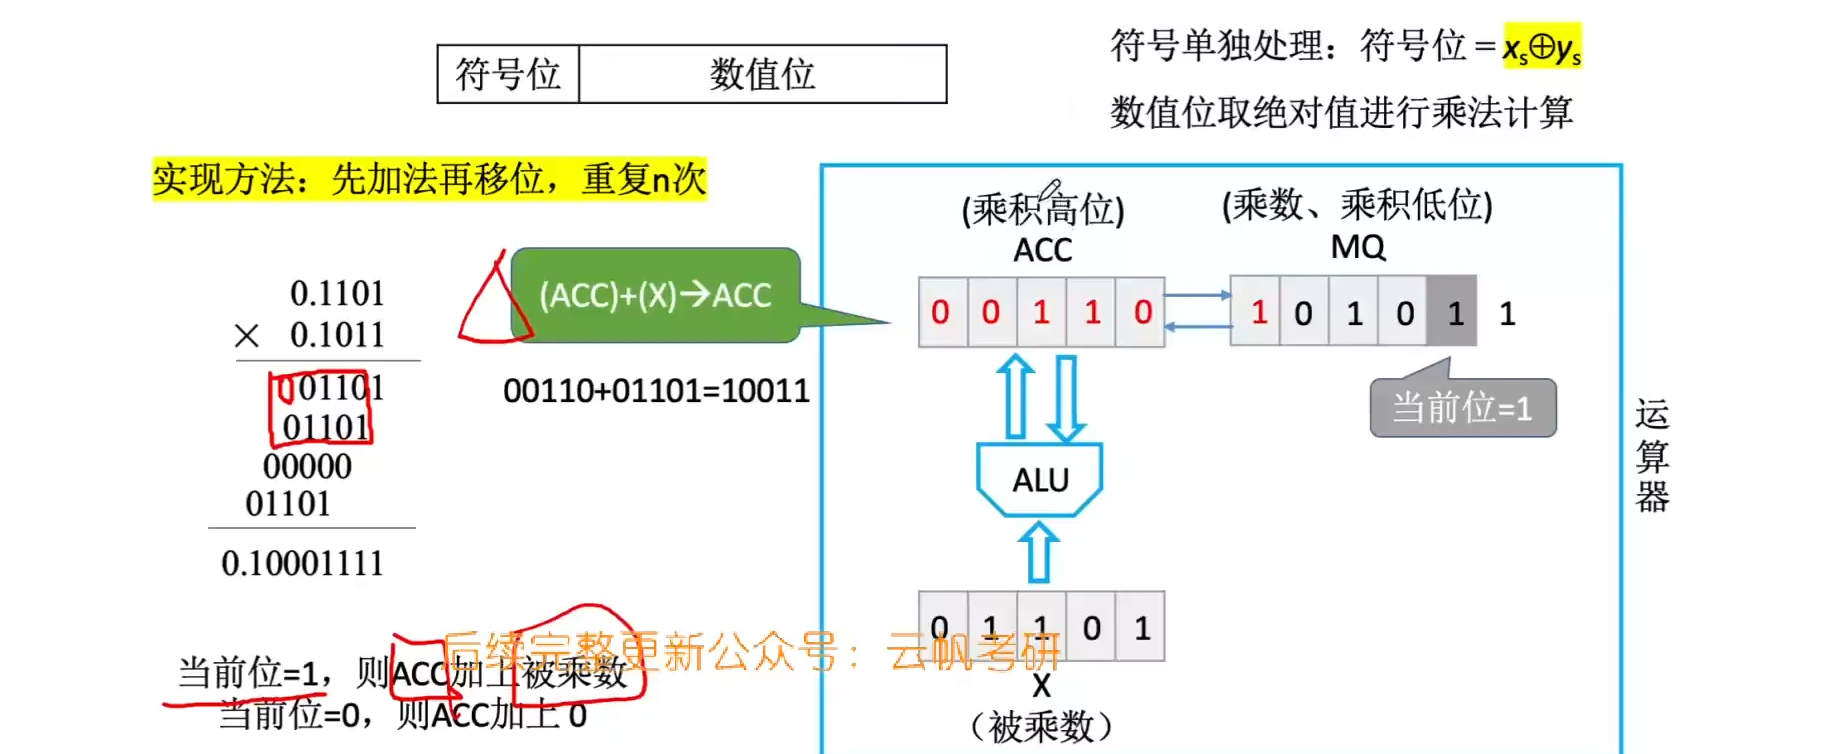 符号位 数值位
符号单独处理：符号位 = xs⊕ys
数值位取绝对值进行乘法计算
实现方法：先加法再移位，重复n次
0.1101
× 0.1011
0 01101
01101
00000
01101
0.10001111
(ACC)+(X)→ACC
00110+01101=10011
(乘积高位)
ACC
(乘数、乘积低位)
MQ
0 0 1 1 0
1 0 1 0 1 1
当前位=1
ALU
0 1 1 0 1
X
（被乘数）
运算器
当前位=1，则ACC加上被乘数
当前位=0，则ACC加上 0
后续完整更新公众号：云帆考研